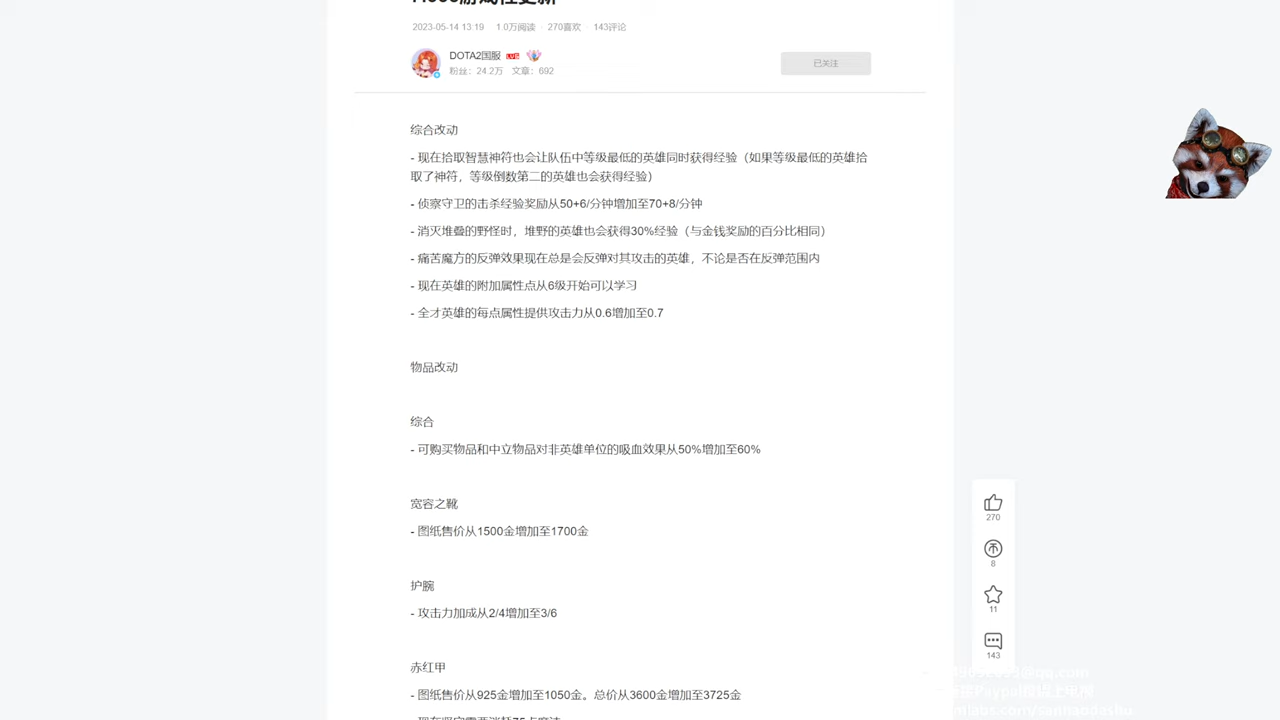 2023-05-14 13:19 1.0万阅读 · 270喜欢 · 143评论
DOTA2国服 LV6
粉丝：24.2万 文章：692
已关注
综合改动
- 现在拾取智慧神符也会让队伍中等级最低的英雄同时获得经验（如果等级最低的英雄拾
取了神符，等级倒数第二的英雄也会获得经验）
- 侦察守卫的击杀经验奖励从50+6/分钟增加至70+8/分钟
- 消灭堆叠的野怪时，堆野的英雄也会获得30%经验（与金钱奖励的百分比相同）
- 痛苦魔方的反弹效果现在总是会反弹对其攻击的英雄，不论是否在反弹范围内
- 现在英雄的附加属性点从6级开始可以学习
- 全才英雄的每点属性提供攻击力从0.6增加至0.7
物品改动
综合
- 可购买物品和中立物品对非英雄单位的吸血效果从50%增加至60%
宽容之靴
- 图纸售价从1500金增加至1700金
护腕
- 攻击力加成从2/4增加至3/6
赤红甲
- 图纸售价从925金增加至1050金。总价从3600金增加至3725金
270
8
11
143
@qq.com